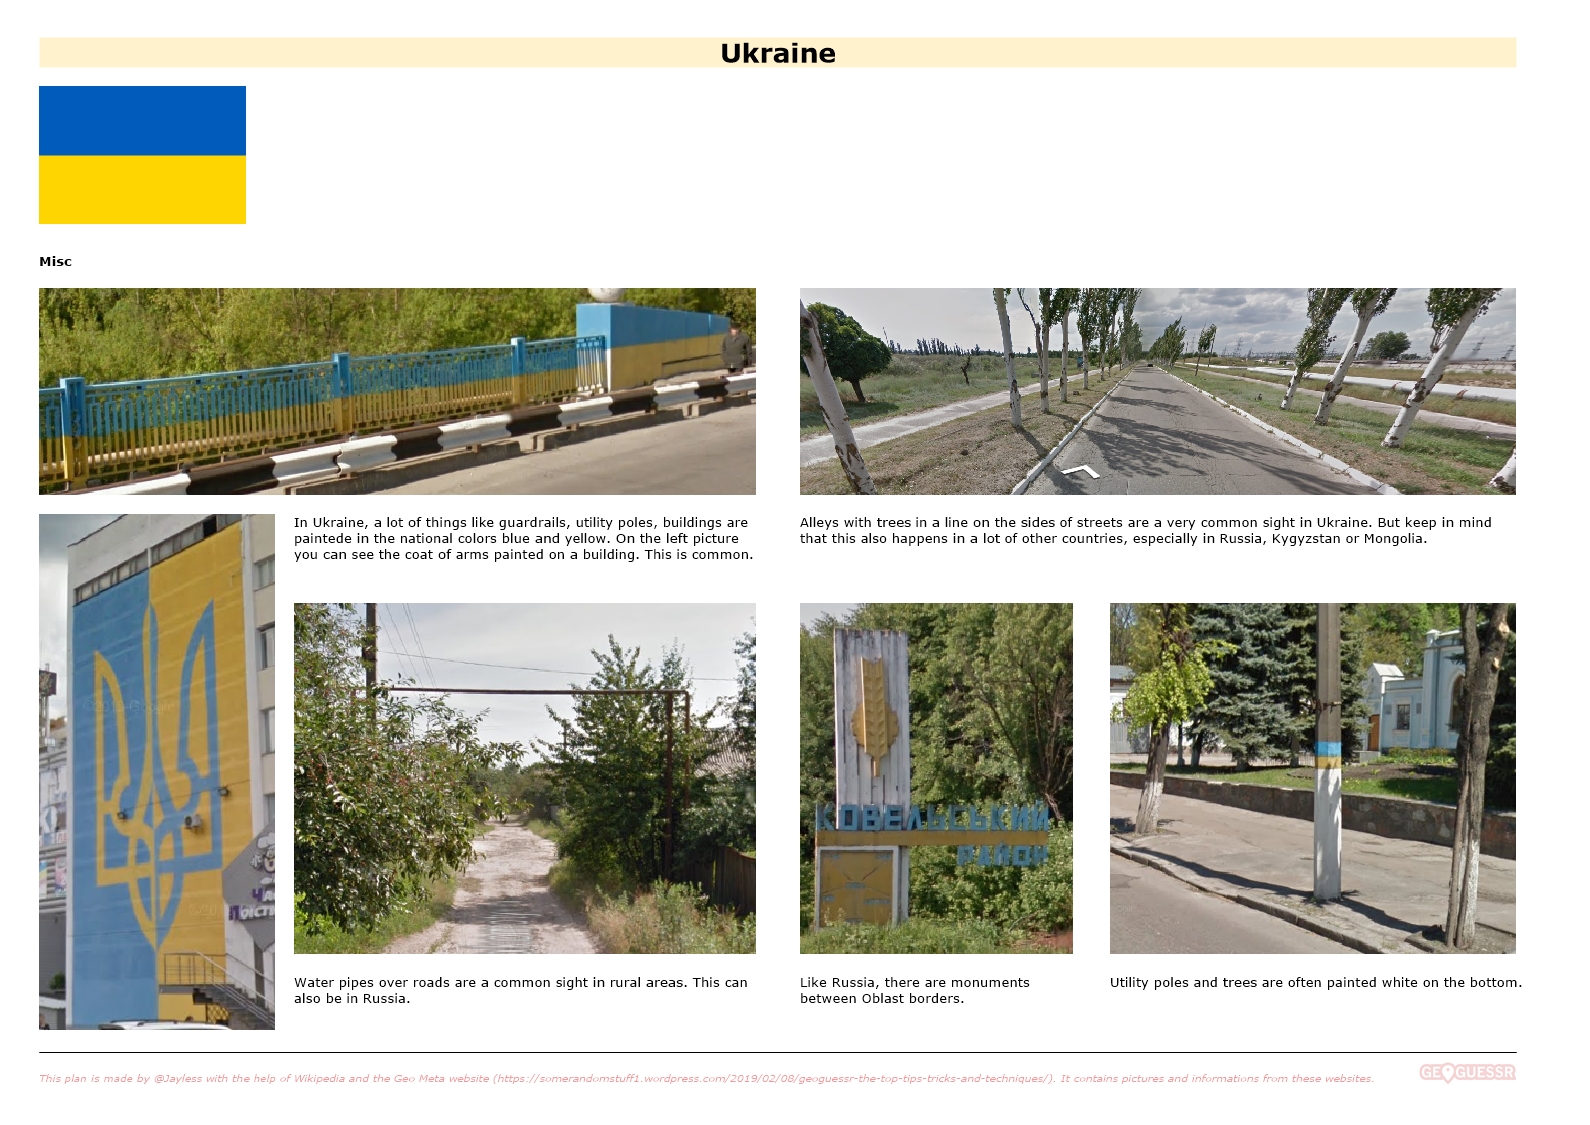 Ukraine
Misc
In Ukraine, a lot of things like guardrails, utility poles, buildings are
paintede in the national colors blue and yellow. On the left picture
you can see the coat of arms painted on a building. This is common.
Alleys with trees in a line on the sides of streets are a very common sight in Ukraine. But keep in mind
that this also happens in a lot of other countries, especially in Russia, Kygyzstan or Mongolia.
КОВЕЛЬСЬКИЙ
РАЙОН
Water pipes over roads are a common sight in rural areas. This can
also be in Russia.
Like Russia, there are monuments
between Oblast borders.
Utility poles and trees are often painted white on the bottom.
This plan is made by @Jayless with the help of Wikipedia and the Geo Meta website (https://somerandomstuff1.wordpress.com/2019/02/08/geoguessr-the-top-tips-tricks-and-techniques/). It contains pictures and informations from these websites.
GEOGUESSR